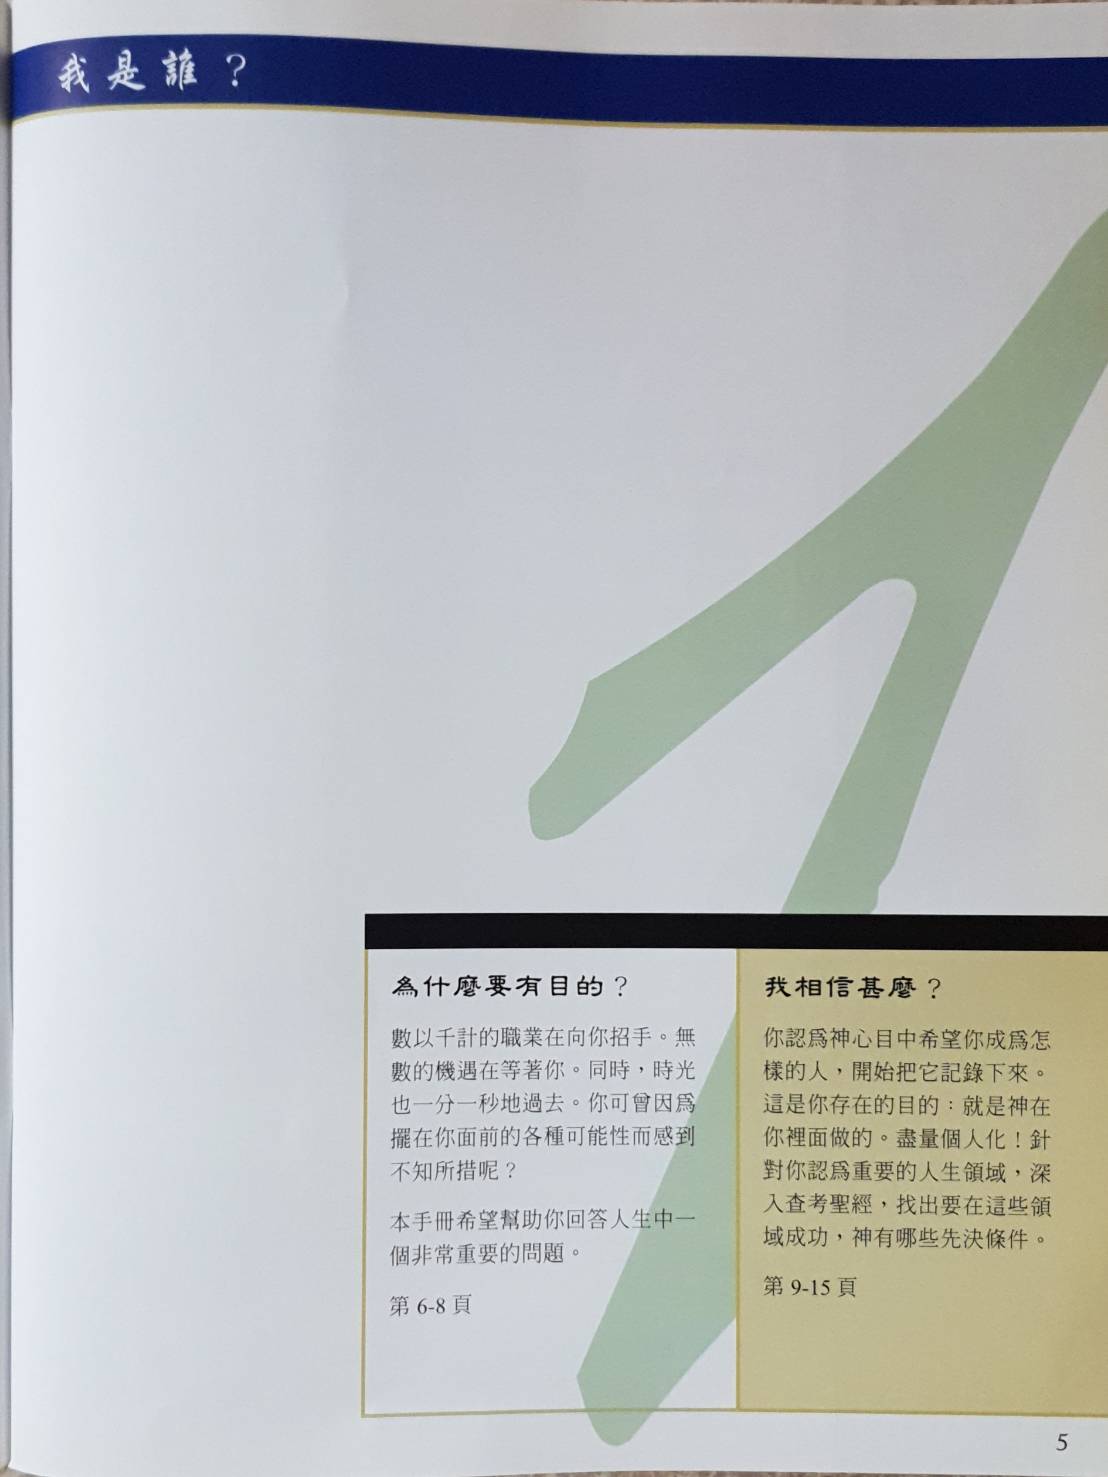 我是誰？
為什麼要有目的？
數以千計的職業在向你招手。無
數的機遇在等著你。同時，時光
也一分一秒地過去。你可曾因爲
擺在你面前的各種可能性而感到
不知所措呢？
本手冊希望幫助你回答人生中一
個非常重要的問題。
第 6-8 頁
我相信甚麼？
你認爲神心目中希望你成爲怎
樣的人，開始把它記錄下來。
這是你存在的目的：就是神在
你裡面做的。盡量個人化！針
對你認爲重要的人生領域，深
入查考聖經，找出要在這些領
域成功，神有哪些先決條件。
第 9-15 頁
5